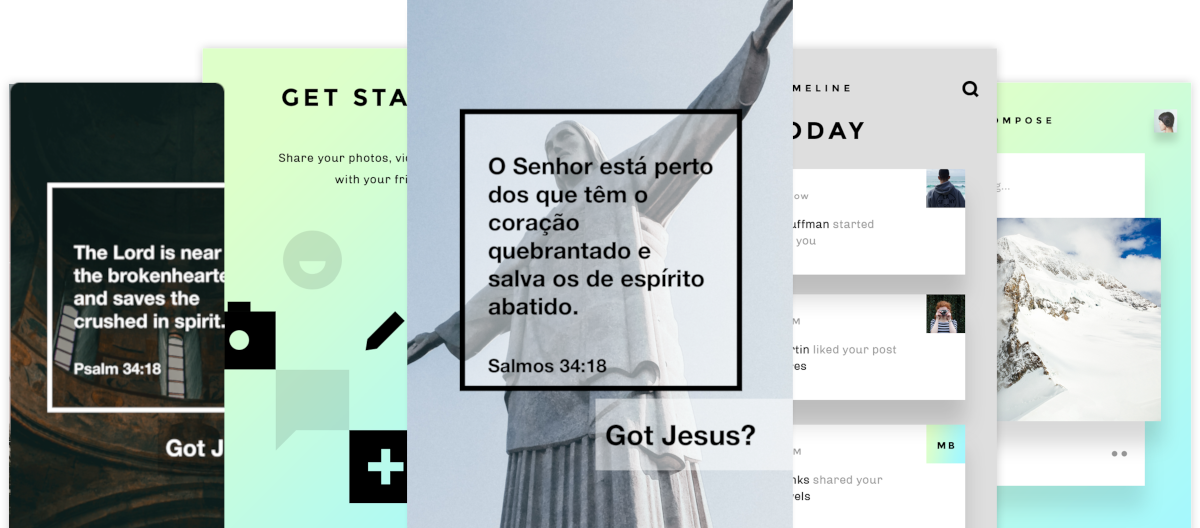 The Lord is near
the brokenhearte
and saves the
crushed in spirit.
Psalm 34:18
Got J
GET STA
Share your photos, vi
with your fri
O Senhor está perto
dos que têm o
coração
quebrantado e
salva os de espírito
abatido.
Salmos 34:18
Got Jesus?
MELINE
ODAY
ow
uffman started
you
M
rtin liked your post
es
M
MB
nks shared your
vels
OMPOSE
g...